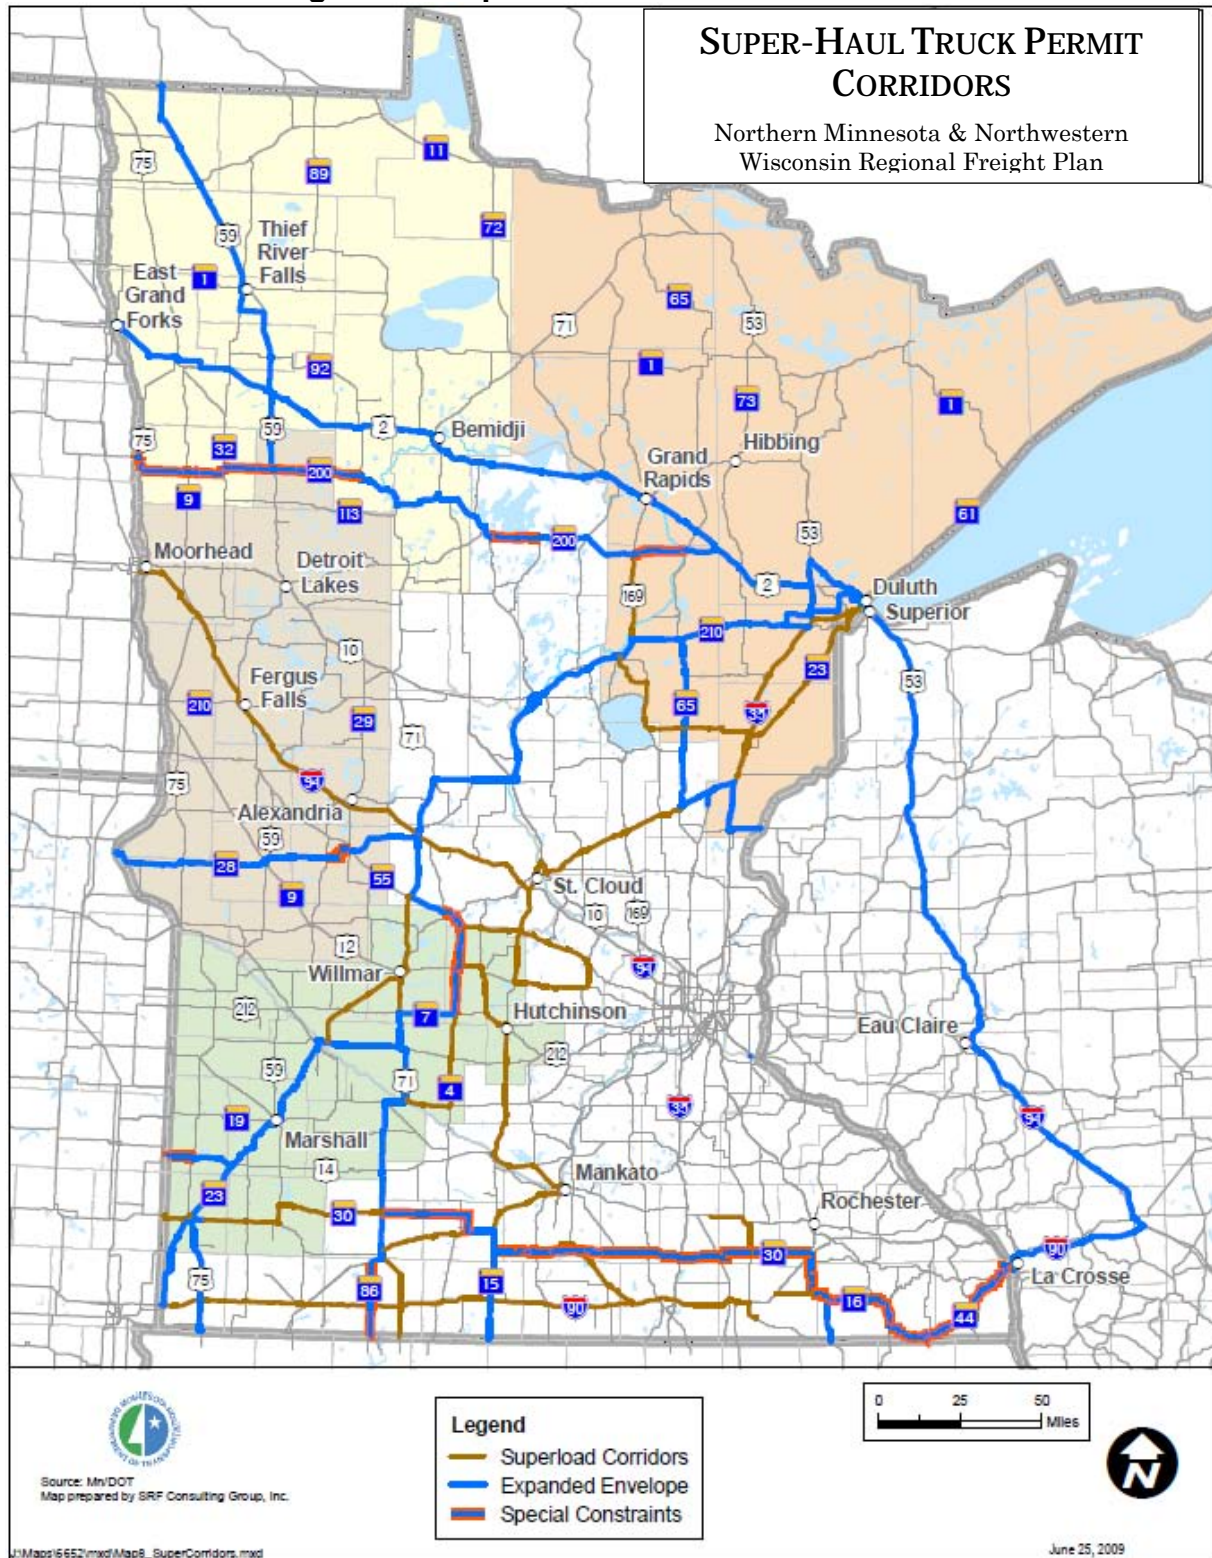 SUPER-HAUL TRUCK PERMIT
CORRIDORS
Northern Minnesota & Northwestern
Wisconsin Regional Freight Plan
75
89
11
72
59
Thief
River
Falls
1
East
Grand
Forks
71
65
53
92
1
73
1
59
2
Bemidji
75
32
Hibbing
Grand
Rapids
200
9
113
200
53
61
Moorhead
Detroit
Lakes
169
2
Duluth
Superior
10
210
23
53
Fergus
Falls
210
29
71
65
35
75
94
Alexandria
59
28
55
9
St. Cloud
10
169
12
Willmar
94
212
7
Hutchinson
Eau Claire
212
59
71
4
35
94
19
Marshall
14
Mankato
23
30
Rochester
30
90
La Crosse
75
86
15
90
16
44
0 25 50
Miles
Legend
Superload Corridors
Expanded Envelope
Special Constraints
N
Source: Mn/DOT
Map prepared by SRF Consulting Group, Inc.
J:\Maps\6652\mxd\Map8_SuperCorridors.mxd
June 25, 2009